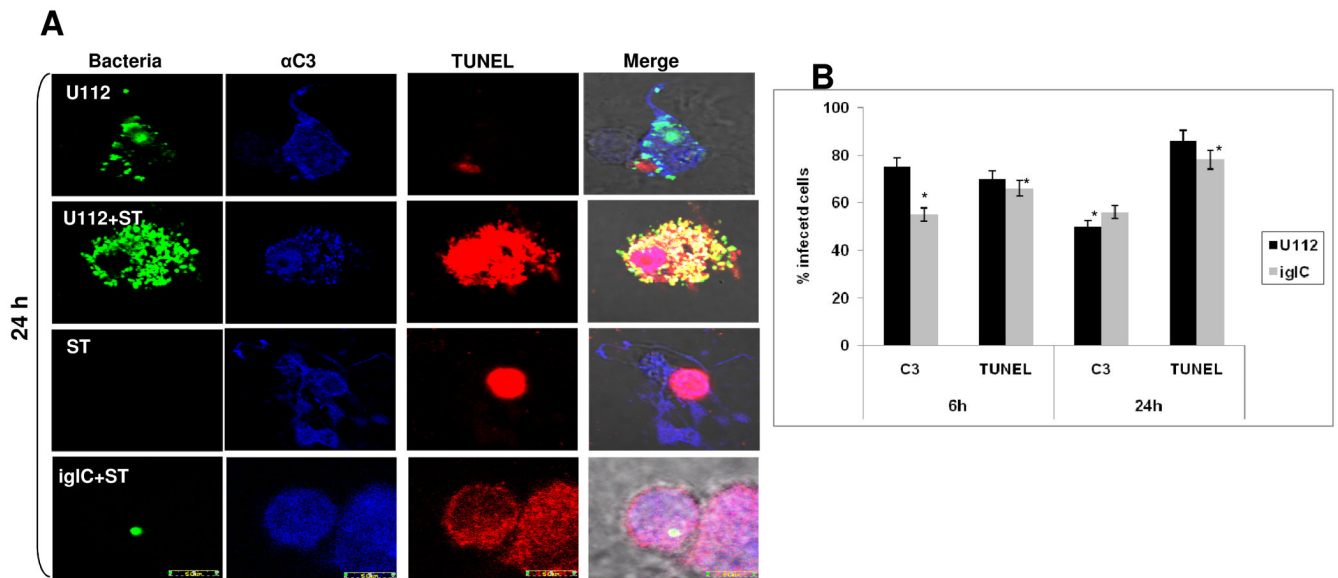 A
Bacteria αC3 TUNEL Merge
24 h
U112
U112+ST
ST
iglC+ST
B
% infecetd cells
100
80
60
40
20
0
* * * *
C3 TUNEL C3 TUNEL
6h 24h
U112
iglC